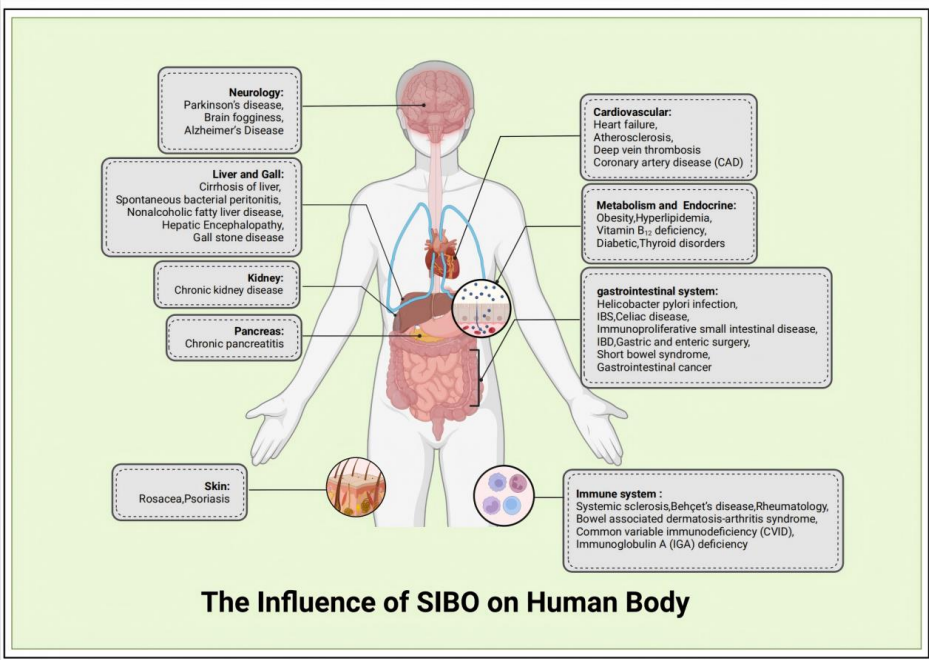 Neurology:
Parkinson's disease,
Brain fogginess,
Alzheimer's Disease
Liver and Gall:
Cirrhosis of liver,
Spontaneous bacterial peritonitis,
Nonalcoholic fatty liver disease,
Hepatic Encephalopathy,
Gall stone disease
Kidney:
Chronic kidney disease
Pancreas:
Chronic pancreatitis
Skin:
Rosacea,Psoriasis
Cardiovascular:
Heart failure,
Atherosclerosis,
Deep vein thrombosis
Coronary artery disease (CAD)
Metabolism and Endocrine:
Obesity,Hyperlipidemia,
Vitamin B₁₂ deficiency,
Diabetic,Thyroid disorders
gastrointestinal system:
Helicobacter pylori infection,
IBS,Celiac disease,
Immunoproliferative small intestinal disease,
IBD,Gastric and enteric surgery,
Short bowel syndrome,
Gastrointestinal cancer
Immune system :
Systemic sclerosis,Behçet's disease,Rheumatology,
Bowel associated dermatosis-arthritis syndrome,
Common variable immunodeficiency (CVID),
Immunoglobulin A (IGA) deficiency
The Influence of SIBO on Human Body